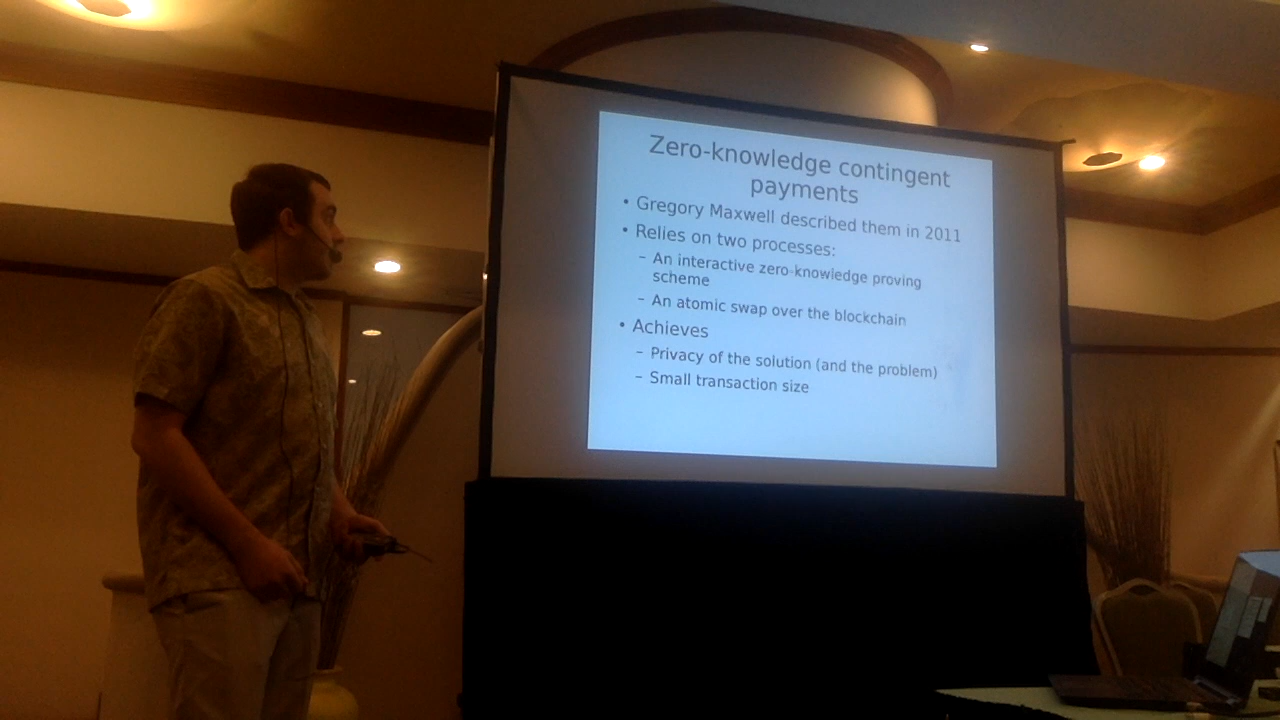 Zero-knowledge contingent
payments
• Gregory Maxwell described them in 2011
• Relies on two processes:
– An interactive zero-knowledge proving
scheme
– An atomic swap over the blockchain
• Achieves
– Privacy of the solution (and the problem)
– Small transaction size